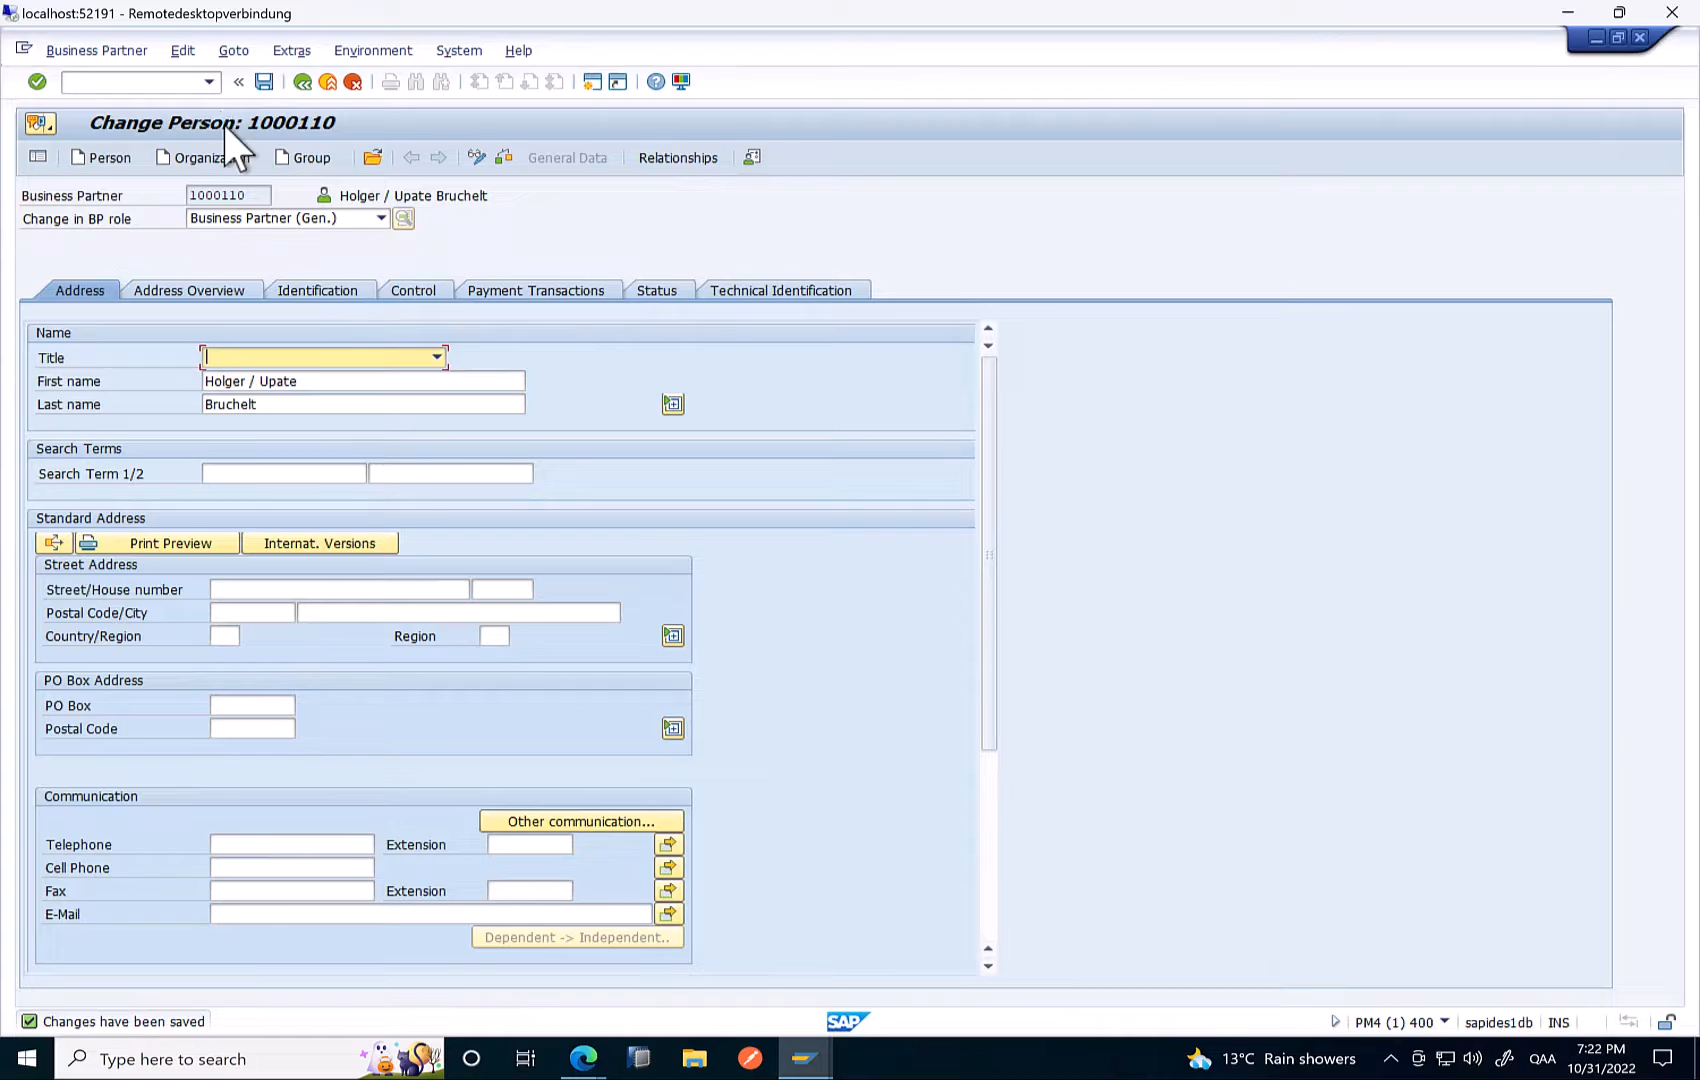 localhost:52191 - Remotedesktopverbindung
Business Partner Edit Goto Extras Environment System Help
Change Person: 1000110
Person Group General Data Relationships
Business Partner 1000110 Holger / Upate Bruchelt
Change in BP role Business Partner (Gen.)
Address Address Overview Identification Control Payment Transactions Status Technical Identification
Name
Title
First name Holger / Upate
Last name Bruchelt
Search Terms
Search Term 1/2
Standard Address
Print Preview Internat. Versions
Street Address
Street/House number
Postal Code/City
Country/Region Region
PO Box Address
PO Box
Postal Code
Communication
Other communication...
Telephone Extension
Cell Phone
Fax Extension
E-Mail
Dependent -> Independent..
Changes have been saved SAP PM4 (1) 400 sapides1db INS
Type here to search 13°C Rain showers QAA 7:22 PM
10/31/2022